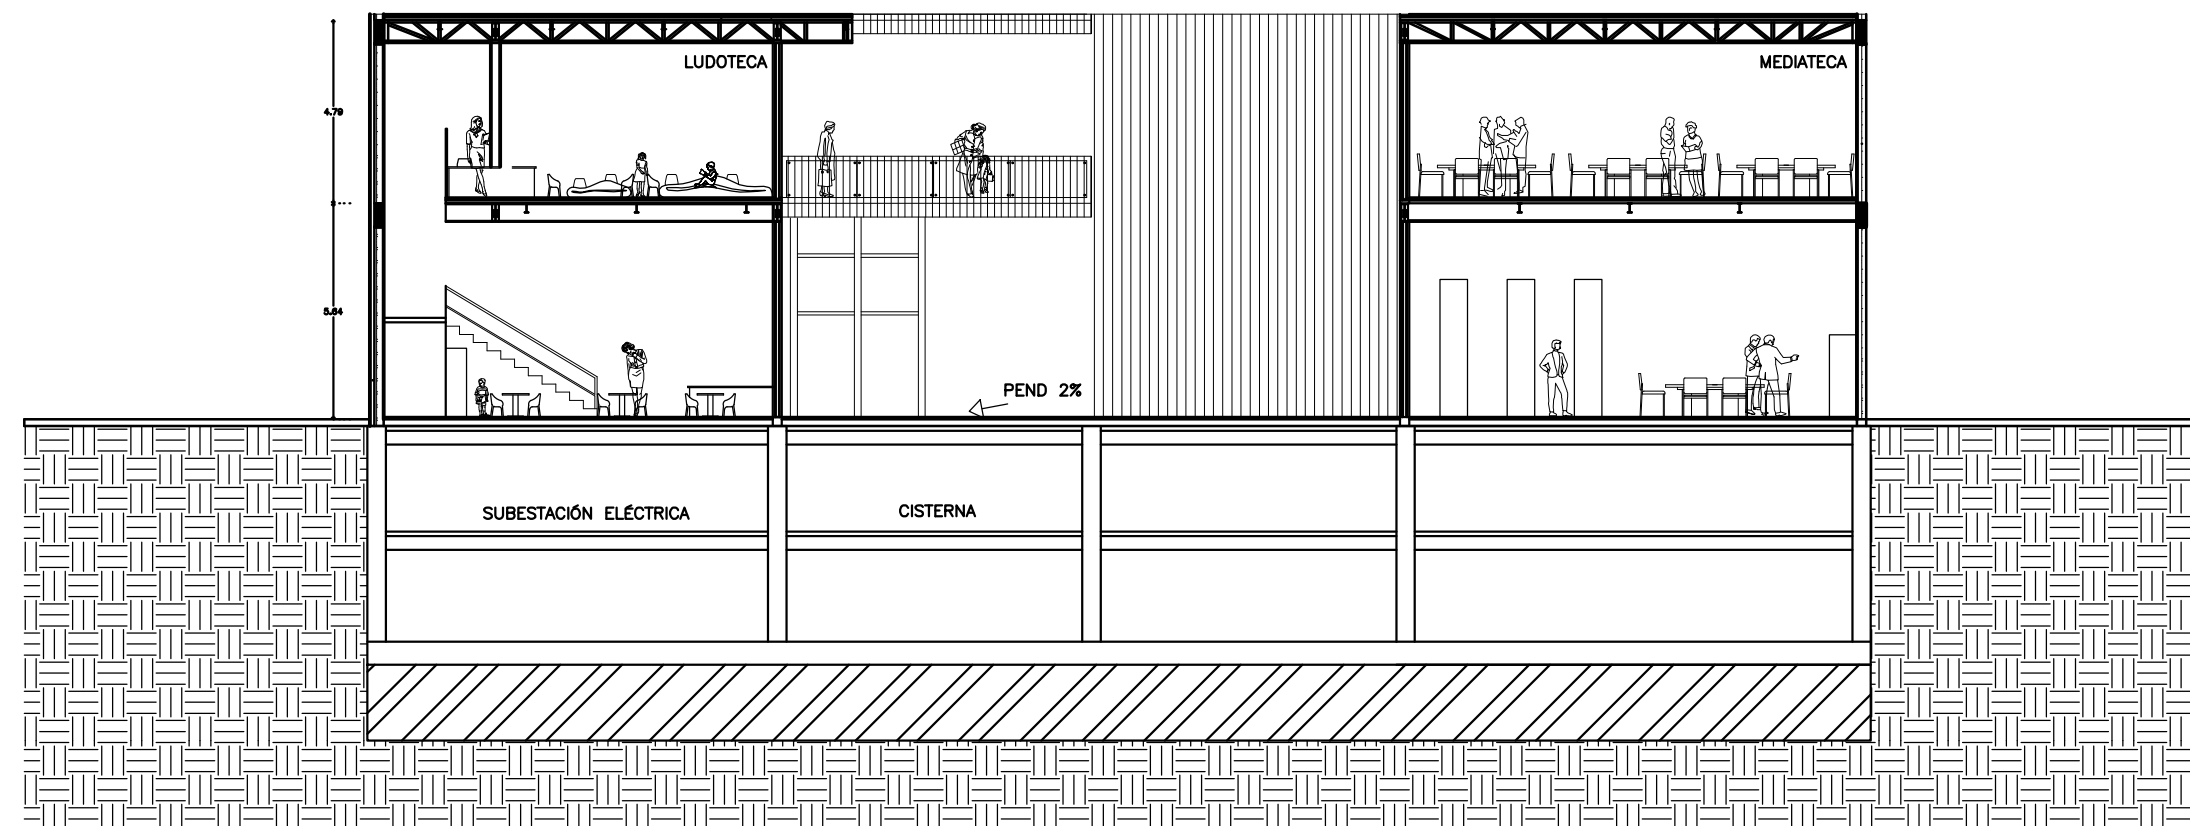 LUDOTECA
MEDIATECA
4.79
5.64
PEND 2%
SUBESTACIÓN ELÉCTRICA
CISTERNA